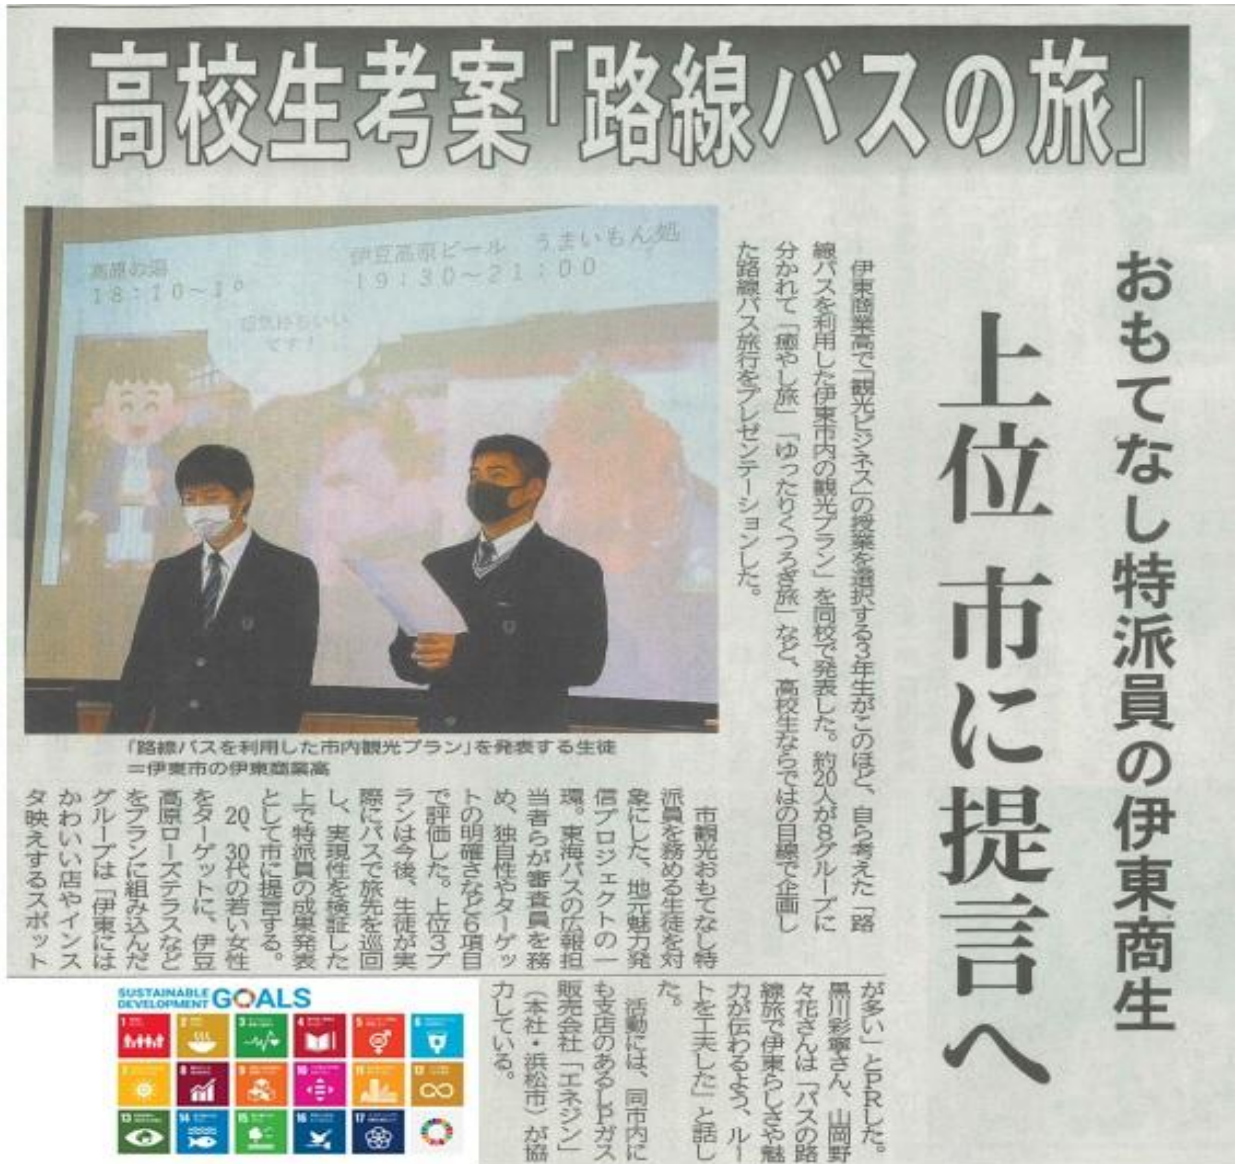 高校生考案「路線バスの旅」
おもてなし特派員の伊東商生
上位 市に提言へ
伊東商業高で「観光ビジネス」の授業を選択する3年生がこのほど、自ら考えた「路
線バスを利用した伊東市内の観光プラン」を同校で発表した。約20人が8グループに
分かれて「癒やし旅」「ゆったりくつろぎ旅」など、高校生ならではの目線で企画し
た路線バス旅行をプレゼンテーションした。
高原の湯
18:10~19
伊豆高原ビール うまいもん処
19:30~21:00
「路線バスを利用した市内観光プラン」を発表する生徒
=伊東市の伊東商業高
市観光おもてなし特
派員を務める生徒を対
象にした、地元魅力発
信プロジェクトの一
環。東海バスの広報担
当者らが審査員を務
め、独自性やターゲッ
トの明確さなど6項目
で評価した。上位3プ
ランは今後、生徒が実
際にバスで旅先を巡回
し、実現性を検証した
上で特派員の成果発表
として市に提言する。
20、30代の若い女性
をターゲットに、伊豆
高原ローズテラスなど
をプランに組み込んだ
グループは「伊東には
かわいい店やインス
タ映えするスポット
が多い」とPRした。
黒川彩寧さん、山岡野
々花さんは「バスの路
線旅で伊東らしさや魅
力が伝わるよう、ルー
トを工夫した」と話し
た。
活動には、同市内に
も支店のあるLPガス
販売会社「エネジン」
(本社・浜松市)が協
力している。
SUSTAINABLE
DEVELOPMENT GOALS
1
2
3
4
5
6
7
8
9
10
11
12
13
14
15
16
17